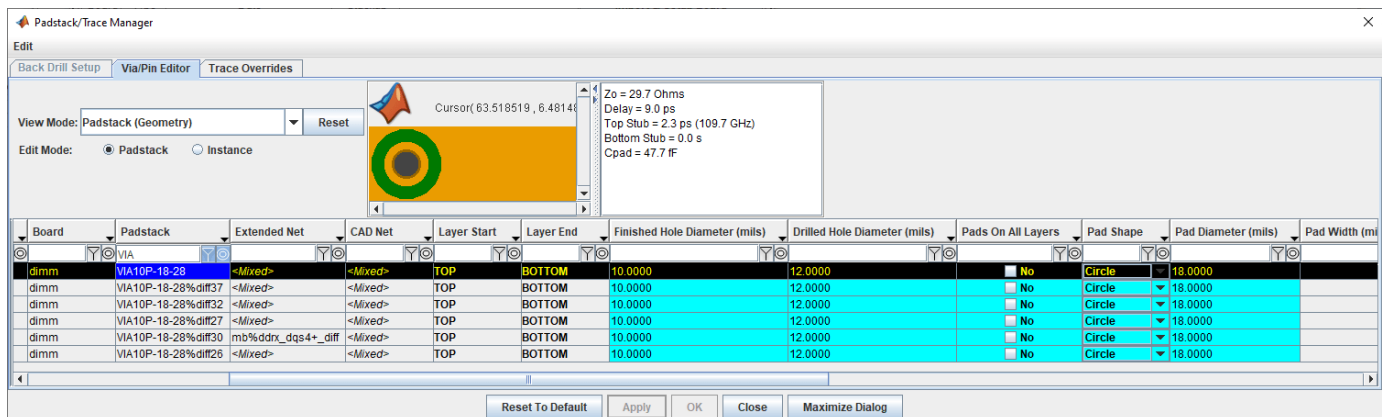 Padstack/Trace Manager
Edit
Back Drill Setup Via/Pin Editor Trace Overrides
View Mode: Padstack (Geometry) Reset
Edit Mode: Padstack Instance
Cursor( 63.518519 , 6.48148
Zo = 29.7 Ohms
Delay = 9.0 ps
Top Stub = 2.3 ps (109.7 GHz)
Bottom Stub = 0.0 s
Cpad = 47.7 fF
Board Padstack Extended Net CAD Net Layer Start Layer End Finished Hole Diameter (mils) Drilled Hole Diameter (mils) Pads On All Layers Pad Shape Pad Diameter (mils) Pad Width (mi
VIA
dimm VIA10P-18-28 <Mixed> <Mixed> TOP BOTTOM 10.0000 12.0000 No Circle 18.0000
dimm VIA10P-18-28%diff37 <Mixed> <Mixed> TOP BOTTOM 10.0000 12.0000 No Circle 18.0000
dimm VIA10P-18-28%diff32 <Mixed> <Mixed> TOP BOTTOM 10.0000 12.0000 No Circle 18.0000
dimm VIA10P-18-28%diff27 <Mixed> <Mixed> TOP BOTTOM 10.0000 12.0000 No Circle 18.0000
dimm VIA10P-18-28%diff30 mb%ddrx_dqs4+_diff <Mixed> TOP BOTTOM 10.0000 12.0000 No Circle 18.0000
dimm VIA10P-18-28%diff26 <Mixed> <Mixed> TOP BOTTOM 10.0000 12.0000 No Circle 18.0000
Reset To Default Apply OK Close Maximize Dialog